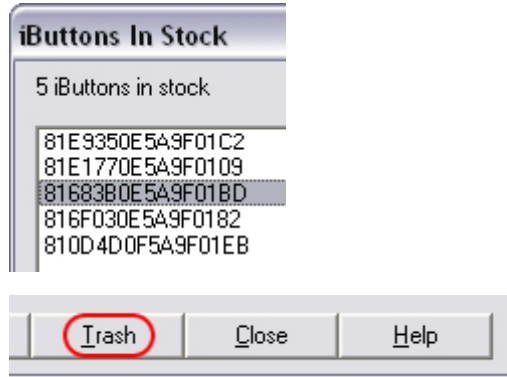 iButtons In Stock
5 iButtons in stock
81E9350E5A9F01C2
81E1770E5A9F0109
81683B0E5A9F01BD
816F030E5A9F0182
810D4D0F5A9F01EB
Trash Close Help